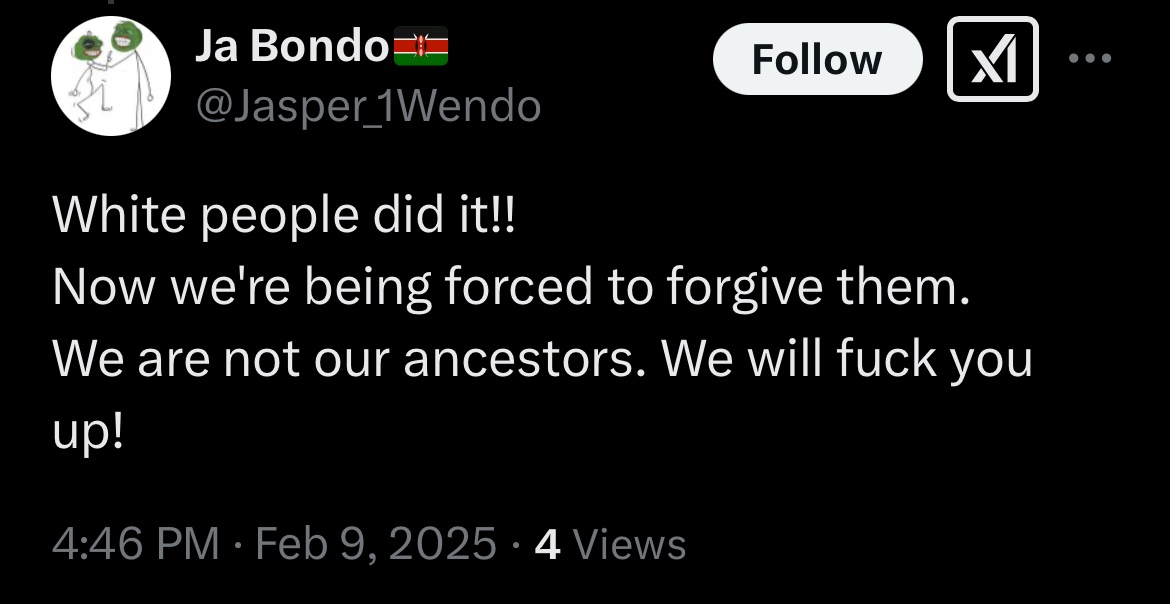 Ja Bondo🇰🇪
Follow
@Jasper_1Wendo
White people did it!!
Now we're being forced to forgive them.
We are not our ancestors. We will fuck you
up!
4:46 PM · Feb 9, 2025 · 4 Views